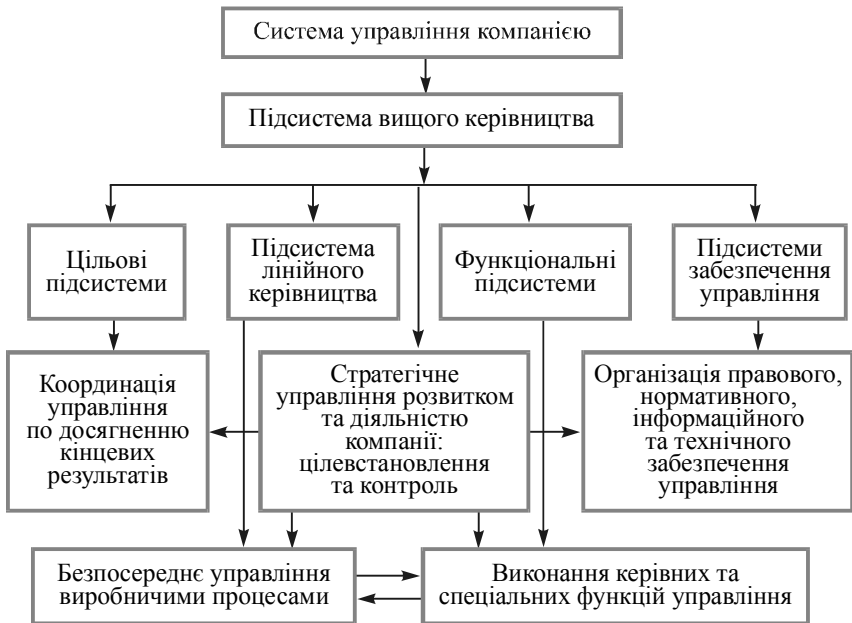 Система управління компанією
Підсистема вищого керівництва
Цільові
підсистеми
Підсистема
лінійного
керівництва
Функціональні
підсистеми
Підсистеми
забезпечення
управління
Координація
управління
по досягненню
кінцевих
результатів
Стратегічне
управління розвитком
та діяльністю
компанії:
цілевстановлення
та контроль
Організація правового,
нормативного,
інформаційного
та технічного
забезпечення
управління
Безпосереднє управління
виробничими процесами
Виконання керівних та
спеціальних функцій управління